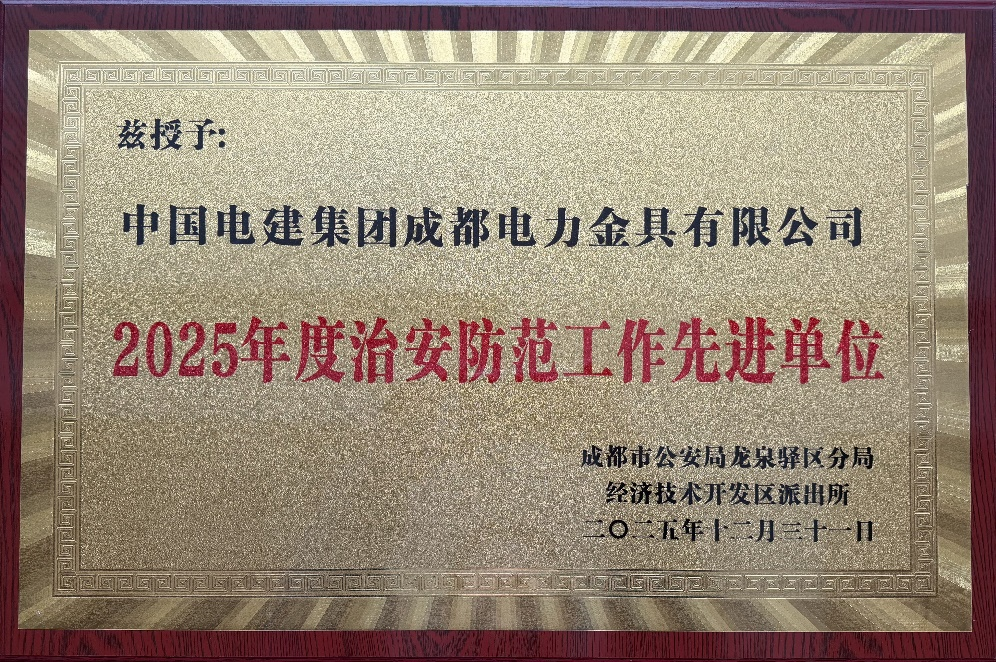 兹授予:
中国电建集团成都电力金具有限公司
2025年度治安防范工作先进单位
成都市公安局龙泉驿区分局
经济技术开发区派出所
二〇二五年十二月三十一日